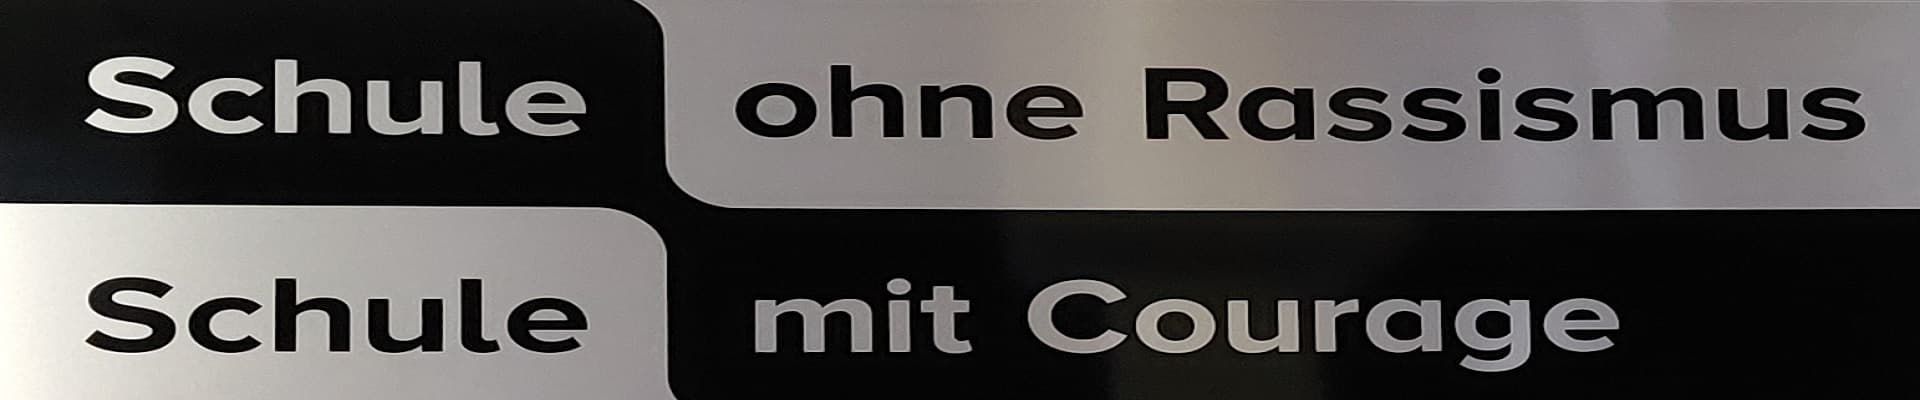 Schule ohne Rassismus
Schule mit Courage